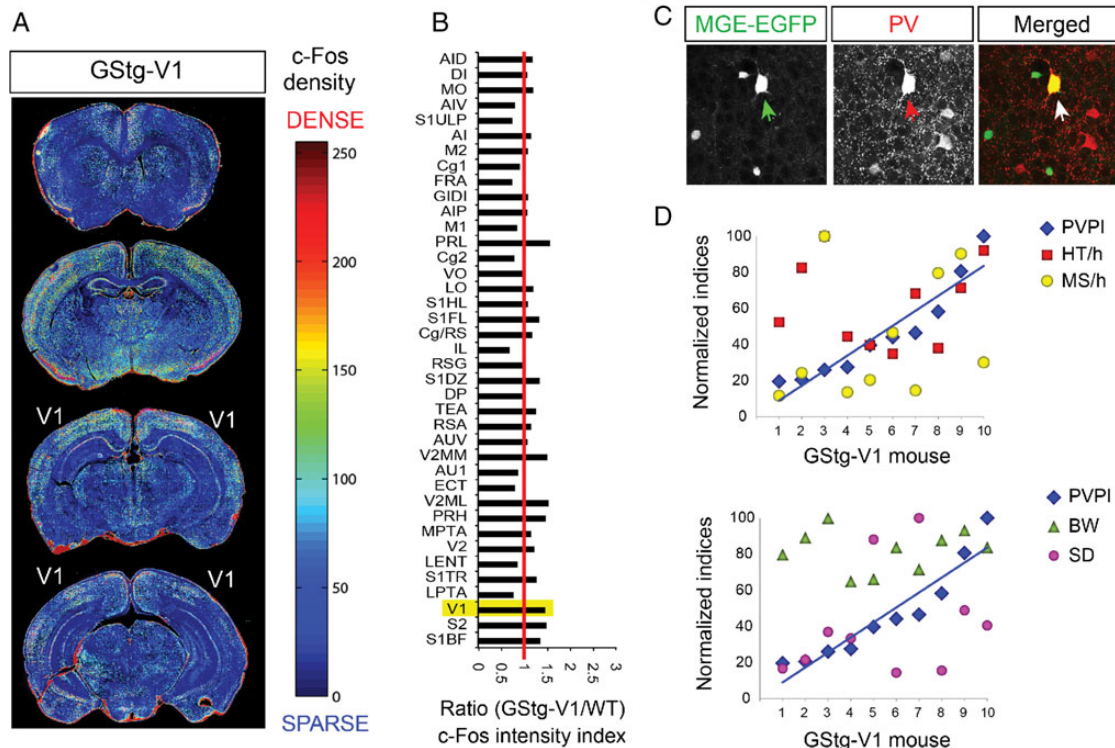 A
GStg-V1
c-Fos
density
DENSE
250
200
150
100
50
0
SPARSE
V1 V1
V1 V1
B
AID
DI
MO
AIV
S1ULP
AI
M2
Cg1
FRA
GIDI
AIP
M1
PRL
Cg2
VO
LO
S1HL
S1FL
Cg/RS
IL
RSG
S1DZ
DP
TEA
RSA
AUV
V2MM
AU1
ECT
V2ML
PRH
MPTA
V2
LENT
S1TR
LPTA
V1
S2
S1BF
0 0.5 1 1.5 2 2.5 3
Ratio (GStg-V1/WT)
c-Fos intensity index
C
MGE-EGFP PV Merged
D
100
80
60
40
20
0
Normalized indices
1 2 3 4 5 6 7 8 9 10
GStg-V1 mouse
PVPI
HT/h
MS/h
100
80
60
40
20
0
Normalized indices
1 2 3 4 5 6 7 8 9 10
GStg-V1 mouse
PVPI
BW
SD